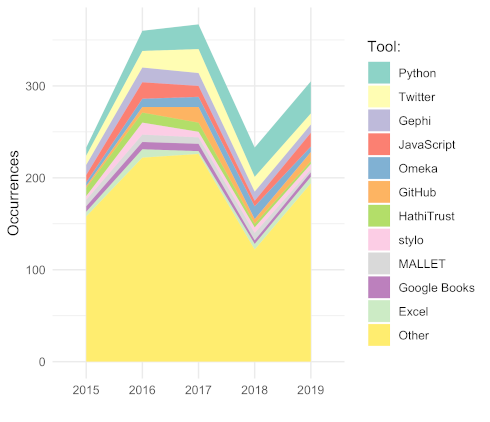 Occurrences
300
200
100
0
2015 2016 2017 2018 2019
Tool:
Python
Twitter
Gephi
JavaScript
Omeka
GitHub
HathiTrust
stylo
MALLET
Google Books
Excel
Other